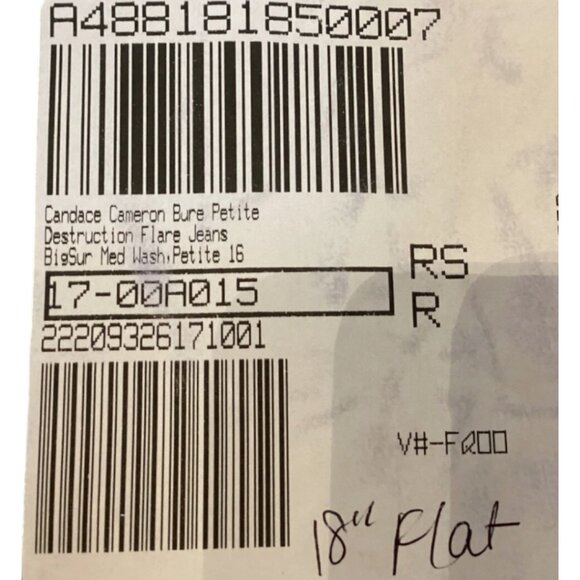 A488181850007
Candace Cameron Bure Petite
Destruction Flare Jeans
BigSur Med Wash,Petite 16
17-00A015
RS
R
22209326171001
V#-F200
18" Flat